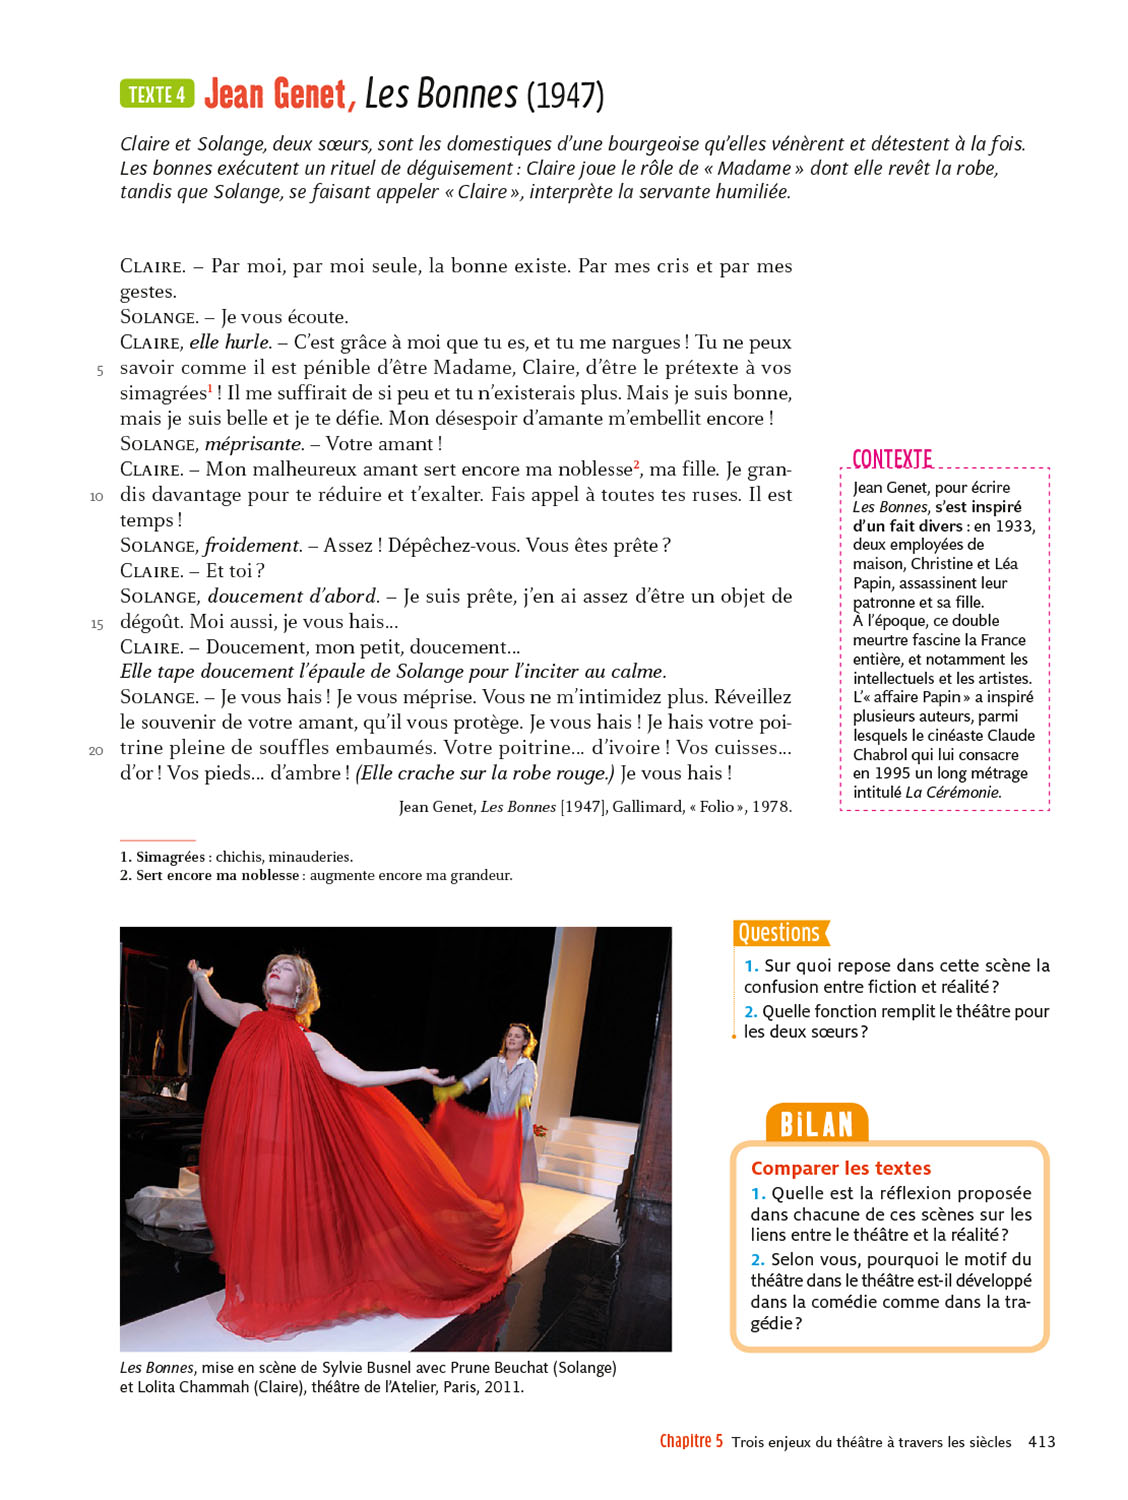 TEXTE 4 Jean Genet, Les Bonnes (1947)
Claire et Solange, deux sœurs, sont les domestiques d’une bourgeoise qu’elles vénèrent et détestent à la fois.
Les bonnes exécutent un rituel de déguisement : Claire joue le rôle de « Madame » dont elle revêt la robe,
tandis que Solange, se faisant appeler « Claire », interprète la servante humiliée.
CLAIRE. – Par moi, par moi seule, la bonne existe. Par mes cris et par mes
gestes.
SOLANGE. – Je vous écoute.
CLAIRE, elle hurle. – C’est grâce à moi que tu es, et tu me nargues ! Tu ne peux
5 savoir comme il est pénible d’être Madame, Claire, d’être le prétexte à vos
simagrées1 ! Il me suffirait de si peu et tu n’existerais plus. Mais je suis bonne,
mais je suis belle et je te défie. Mon désespoir d’amante m’embellit encore !
SOLANGE, méprisante. – Votre amant !
CLAIRE. – Mon malheureux amant sert encore ma noblesse2, ma fille. Je gran-
10 dis davantage pour te réduire et t’exalter. Fais appel à toutes tes ruses. Il est
temps !
SOLANGE, froidement. – Assez ! Dépêchez-vous. Vous êtes prête ?
CLAIRE. – Et toi ?
SOLANGE, doucement d’abord. – Je suis prête, j’en ai assez d’être un objet de
15 dégoût. Moi aussi, je vous hais...
CLAIRE. – Doucement, mon petit, doucement...
Elle tape doucement l’épaule de Solange pour l’inciter au calme.
SOLANGE. – Je vous hais ! Je vous méprise. Vous ne m’intimidez plus. Réveillez
le souvenir de votre amant, qu’il vous protège. Je vous hais ! Je hais votre poi-
20 trine pleine de souffles embaumés. Votre poitrine... d’ivoire ! Vos cuisses...
d’or ! Vos pieds... d’ambre ! (Elle crache sur la robe rouge.) Je vous hais !
Jean Genet, Les Bonnes [1947], Gallimard, « Folio », 1978.
1. Simagrées : chichis, minauderies.
2. Sert encore ma noblesse : augmente encore ma grandeur.
CONTEXTE
Jean Genet, pour écrire
Les Bonnes, s’est inspiré
d’un fait divers : en 1933,
deux employées de
maison, Christine et Léa
Papin, assassinent leur
patronne et sa fille.
À l’époque, ce double
meurtre fascine la France
entière, et notamment les
intellectuels et les artistes.
L’« affaire Papin » a inspiré
plusieurs auteurs, parmi
lesquels le cinéaste Claude
Chabrol qui lui consacre
en 1995 un long métrage
intitulé La Cérémonie.
Les Bonnes, mise en scène de Sylvie Busnel avec Prune Beuchat (Solange)
et Lolita Chammah (Claire), théâtre de l’Atelier, Paris, 2011.
Questions
1. Sur quoi repose dans cette scène la
confusion entre fiction et réalité ?
2. Quelle fonction remplit le théâtre pour
les deux sœurs ?
BiLAN
Comparer les textes
1. Quelle est la réflexion proposée
dans chacune de ces scènes sur les
liens entre le théâtre et la réalité ?
2. Selon vous, pourquoi le motif du
théâtre dans le théâtre est-il développé
dans la comédie comme dans la tra-
gédie ?
Chapitre 5 Trois enjeux du théâtre à travers les siècles 413